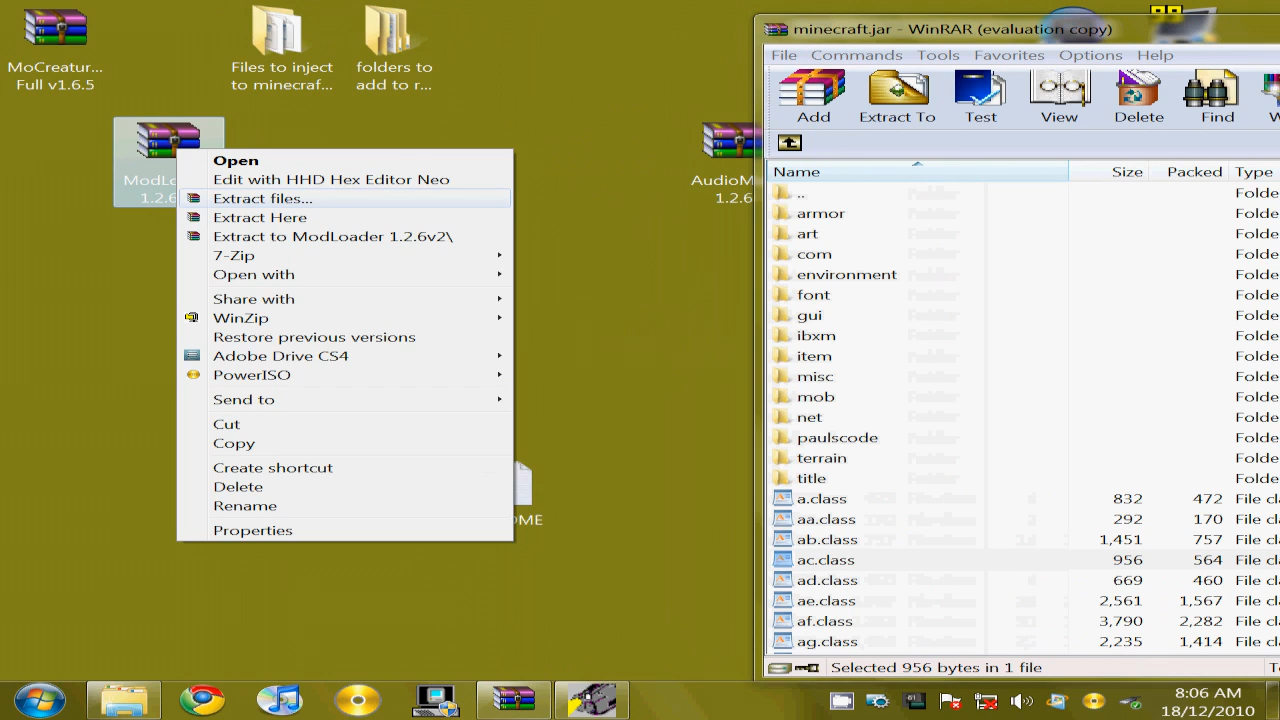 MoCreatur...
Full v1.6.5
Files to inject
to minecraf...
folders to
add to r...
ModL
1.2.6
Open
Edit with HHD Hex Editor Neo
Extract files...
Extract Here
Extract to ModLoader 1.2.6v2\
7-Zip
Open with
Share with
WinZip
Restore previous versions
Adobe Drive CS4
PowerISO
Send to
Cut
Copy
Create shortcut
Delete
Rename
Properties
OME
AudioM
1.2.6
minecraft.jar - WinRAR (evaluation copy)
File Commands Tools Favorites Options Help
Add Extract To Test View Delete Find
Name Size Packed Type
.. Folde
armor Folde
art Folde
com Folde
environment Folde
font Folde
gui Folde
ibxm Folde
item Folde
misc Folde
mob Folde
net Folde
paulscode Folde
terrain Folde
title Folde
a.class 832 472 File cl
aa.class 292 170 File cl
ab.class 1,451 757 File cl
ac.class 956 564 File cl
ad.class 669 460 File cl
ae.class 2,561 1,567 File cl
af.class 3,790 2,282 File cl
ag.class 2,235 1,412 File cl
Selected 956 bytes in 1 file
8:06 AM
18/12/2010